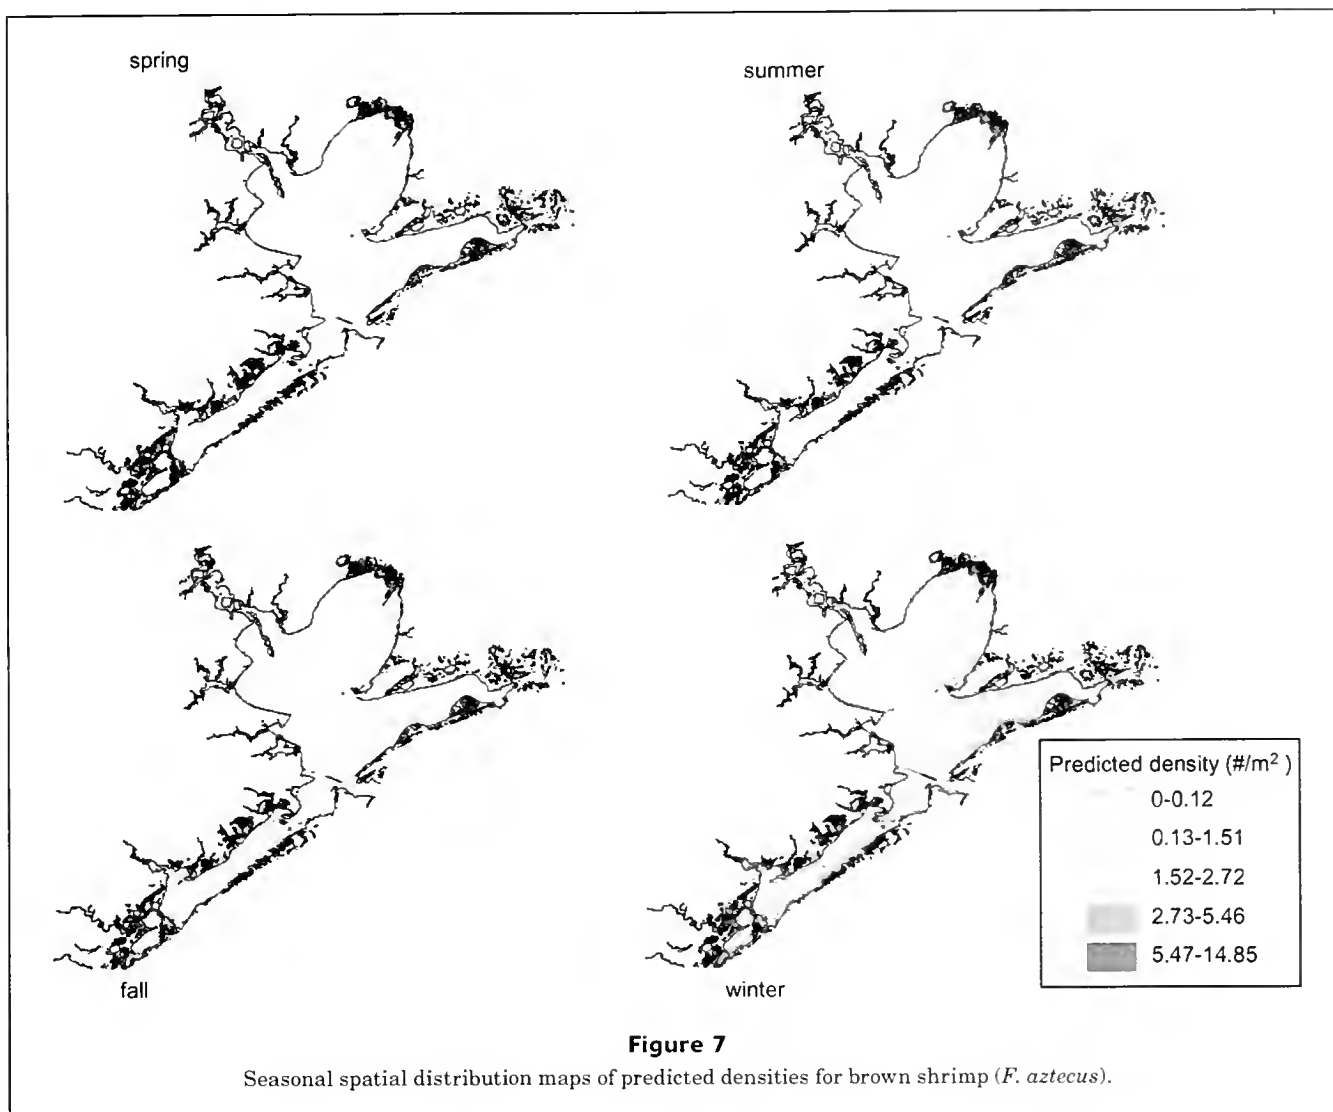 spring
summer
fall
winter
Predicted density (#/m² )
0-0.12
0.13-1.51
1.52-2.72
2.73-5.46
5.47-14.85
Figure 7
Seasonal spatial distribution maps of predicted densities for brown shrimp (F. aztecus).